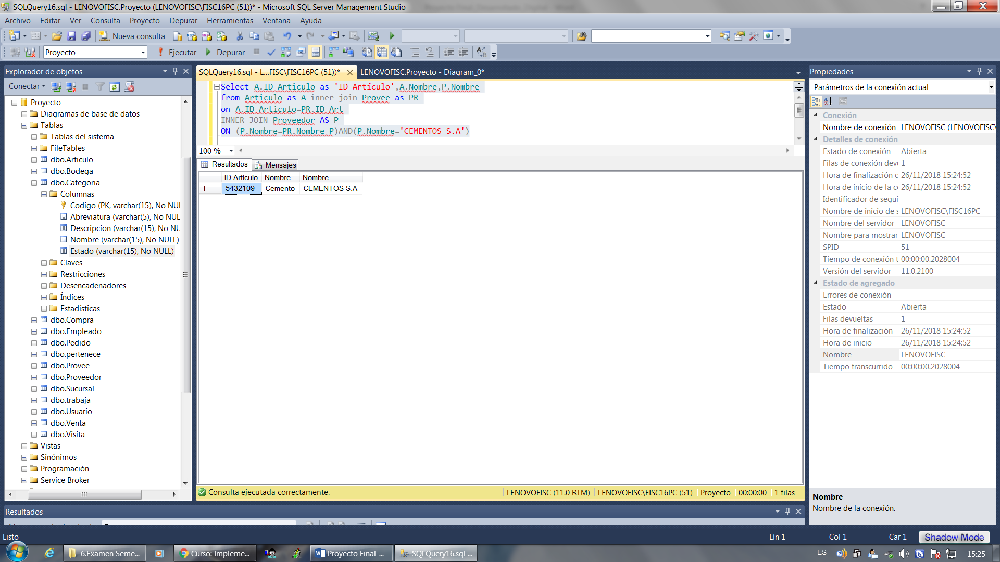 SQLQuery16.sql - LENOVOFISC.Proyecto (LENOVOFISC\FISC16PC (51))* - Microsoft SQL Server Management Studio
Archivo Editar Ver Consulta Proyecto Depurar Herramientas Ventana Ayuda
Nueva consulta
Proyecto Ejecutar Depurar
Explorador de objetos
Conectar
Proyecto
Diagramas de base de datos
Tablas
Tablas del sistema
FileTables
dbo.Articulo
dbo.Bodega
dbo.Categoria
Columnas
Codigo (PK, varchar(15), No NUL
Abreviatura (varchar(5), No NUL
Descripcion (varchar(15), No NU
Nombre (varchar(15), No NULL)
Estado (varchar(15), No NULL)
Claves
Restricciones
Desencadenadores
Índices
Estadísticas
dbo.Compra
dbo.Empleado
dbo.Pedido
dbo.pertenece
dbo.Provee
dbo.Proveedor
dbo.Sucursal
dbo.trabaja
dbo.Usuario
dbo.Venta
dbo.Visita
Vistas
Sinónimos
Programación
Service Broker
SQLQuery16.sql - L...FISC\FISC16PC (51))* LENOVOFISC.Proyecto - Diagram_0*
Select A.ID_Articulo as 'ID Artículo',A.Nombre,P.Nombre
from Articulo as A inner join Provee as PR
on A.ID_Articulo=PR.ID_Art
INNER JOIN Proveedor AS P
ON (P.Nombre=PR.Nombre_P)AND(P.Nombre='CEMENTOS S.A')
100 %
Resultados Mensajes
ID Artículo Nombre Nombre
1 5432109 Cemento CEMENTOS S.A
Consulta ejecutada correctamente. LENOVOFISC (11.0 RTM) LENOVOFISC\FISC16PC (51) Proyecto 00:00:00 1 filas
Propiedades
Parámetros de la conexión actual
Conexión
Nombre de conexión LENOVOFISC (LENOVOFISC\
Detalles de conexión
Estado de conexión Abierta
Filas de conexión devu 1
Hora de finalización d 26/11/2018 15:24:52
Hora de inicio de la co 26/11/2018 15:24:52
Identificador de segui
Nombre de inicio de s LENOVOFISC\FISC16PC
Nombre del servidor LENOVOFISC
Nombre para mostrar LENOVOFISC
SPID 51
Tiempo de conexión t 00:00:00.2028004
Versión del servidor 11.0.2100
Estado de agregado
Errores de conexión
Estado Abierta
Filas devueltas 1
Hora de finalización 26/11/2018 15:24:52
Hora de inicio 26/11/2018 15:24:52
Nombre LENOVOFISC
Tiempo transcurrido 00:00:00.2028004
Nombre
Nombre de la conexión.
Resultados
Listo Lín 1 Col 1 Car 1 Shadow Mode
6.Examen Seme... Curso: Impleme... Proyecto Final_... SQLQuery16.sql ... ES 15:25